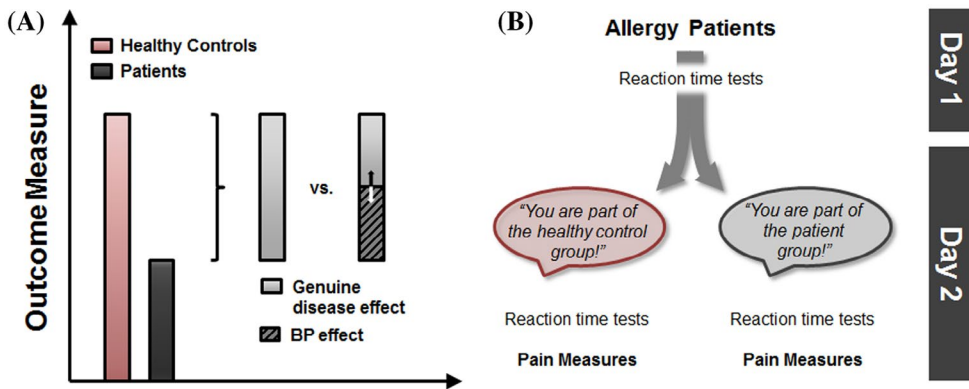 (A)
Outcome Measure
Healthy Controls
Patients
vs.
Genuine
disease effect
BP effect
(B)
Allergy Patients
Reaction time tests
"You are part of
the healthy control
group!"
"You are part of
the patient
group!"
Reaction time tests
Pain Measures
Reaction time tests
Pain Measures
Day 1
Day 2